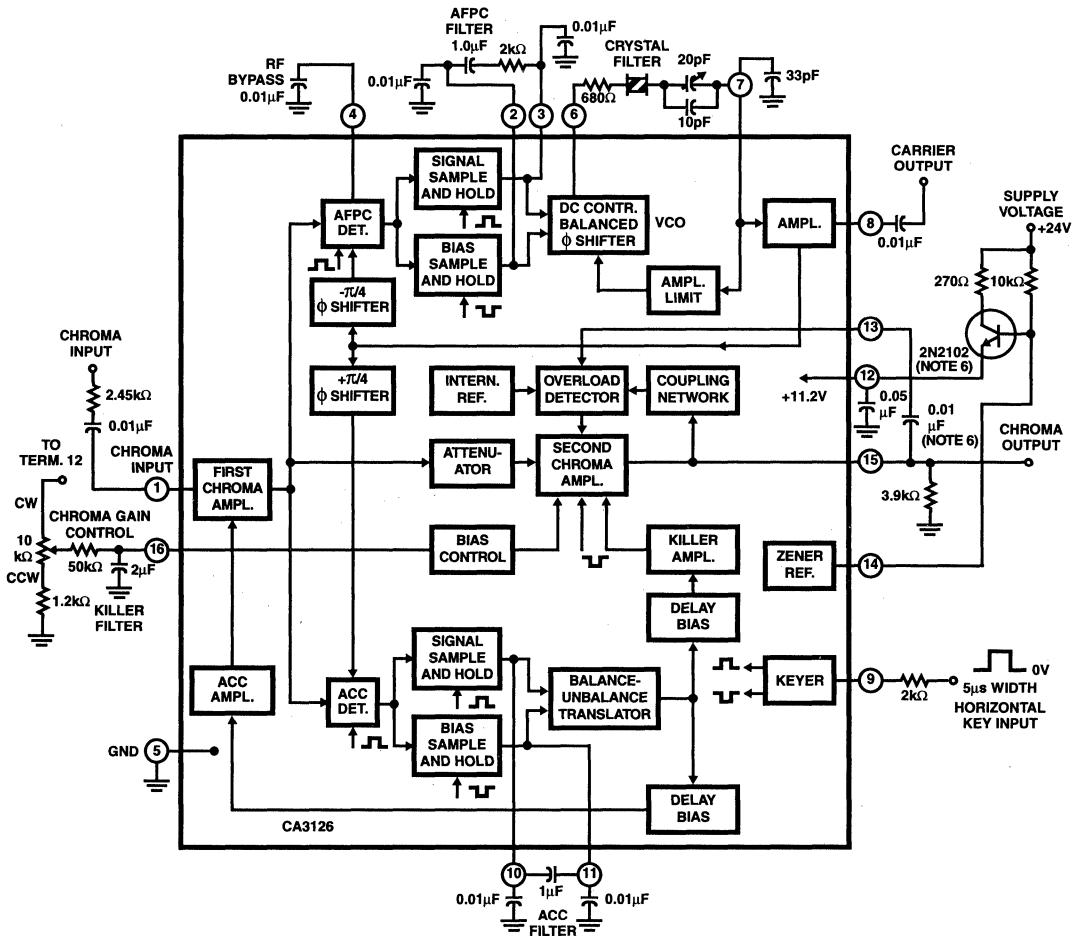 AFPC
FILTER
1.0µF
2kΩ
0.01µF
0.01µF
RF
BYPASS
0.01µF
CRYSTAL
FILTER
680Ω
20pF
10pF
33pF
4
2
3
6
7
SIGNAL
SAMPLE
AND HOLD
AFPC
DET.
BIAS
SAMPLE
AND HOLD
DC CONTR.
BALANCED
ϕ SHIFTER
VCO
AMPL.
8
0.01µF
CARRIER
OUTPUT
SUPPLY
VOLTAGE
+24V
270Ω
10kΩ
-π/4
ϕ SHIFTER
AMPL.
LIMIT
13
2N2102
(NOTE 6)
12
+11.2V
0.05
µF
0.01
µF
(NOTE 6)
CHROMA
INPUT
2.45kΩ
0.01µF
+π/4
ϕ SHIFTER
INTERN.
REF.
OVERLOAD
DETECTOR
COUPLING
NETWORK
CHROMA
OUTPUT
TO
TERM. 12
CHROMA
INPUT
1
FIRST
CHROMA
AMPL.
ATTENU-
ATOR
SECOND
CHROMA
AMPL.
15
3.9kΩ
CW
10
kΩ
CCW
1.2kΩ
CHROMA GAIN
CONTROL
50kΩ
16
2µF
KILLER
FILTER
BIAS
CONTROL
KILLER
AMPL.
ZENER
REF.
14
DELAY
BIAS
SIGNAL
SAMPLE
AND HOLD
ACC
AMPL.
ACC
DET.
BIAS
SAMPLE
AND HOLD
BALANCE-
UNBALANCE
TRANSLATOR
KEYER
9
2kΩ
0V
5µs WIDTH
HORIZONTAL
KEY INPUT
GND
5
DELAY
BIAS
CA3126
10
11
0.01µF
1µF
0.01µF
ACC
FILTER